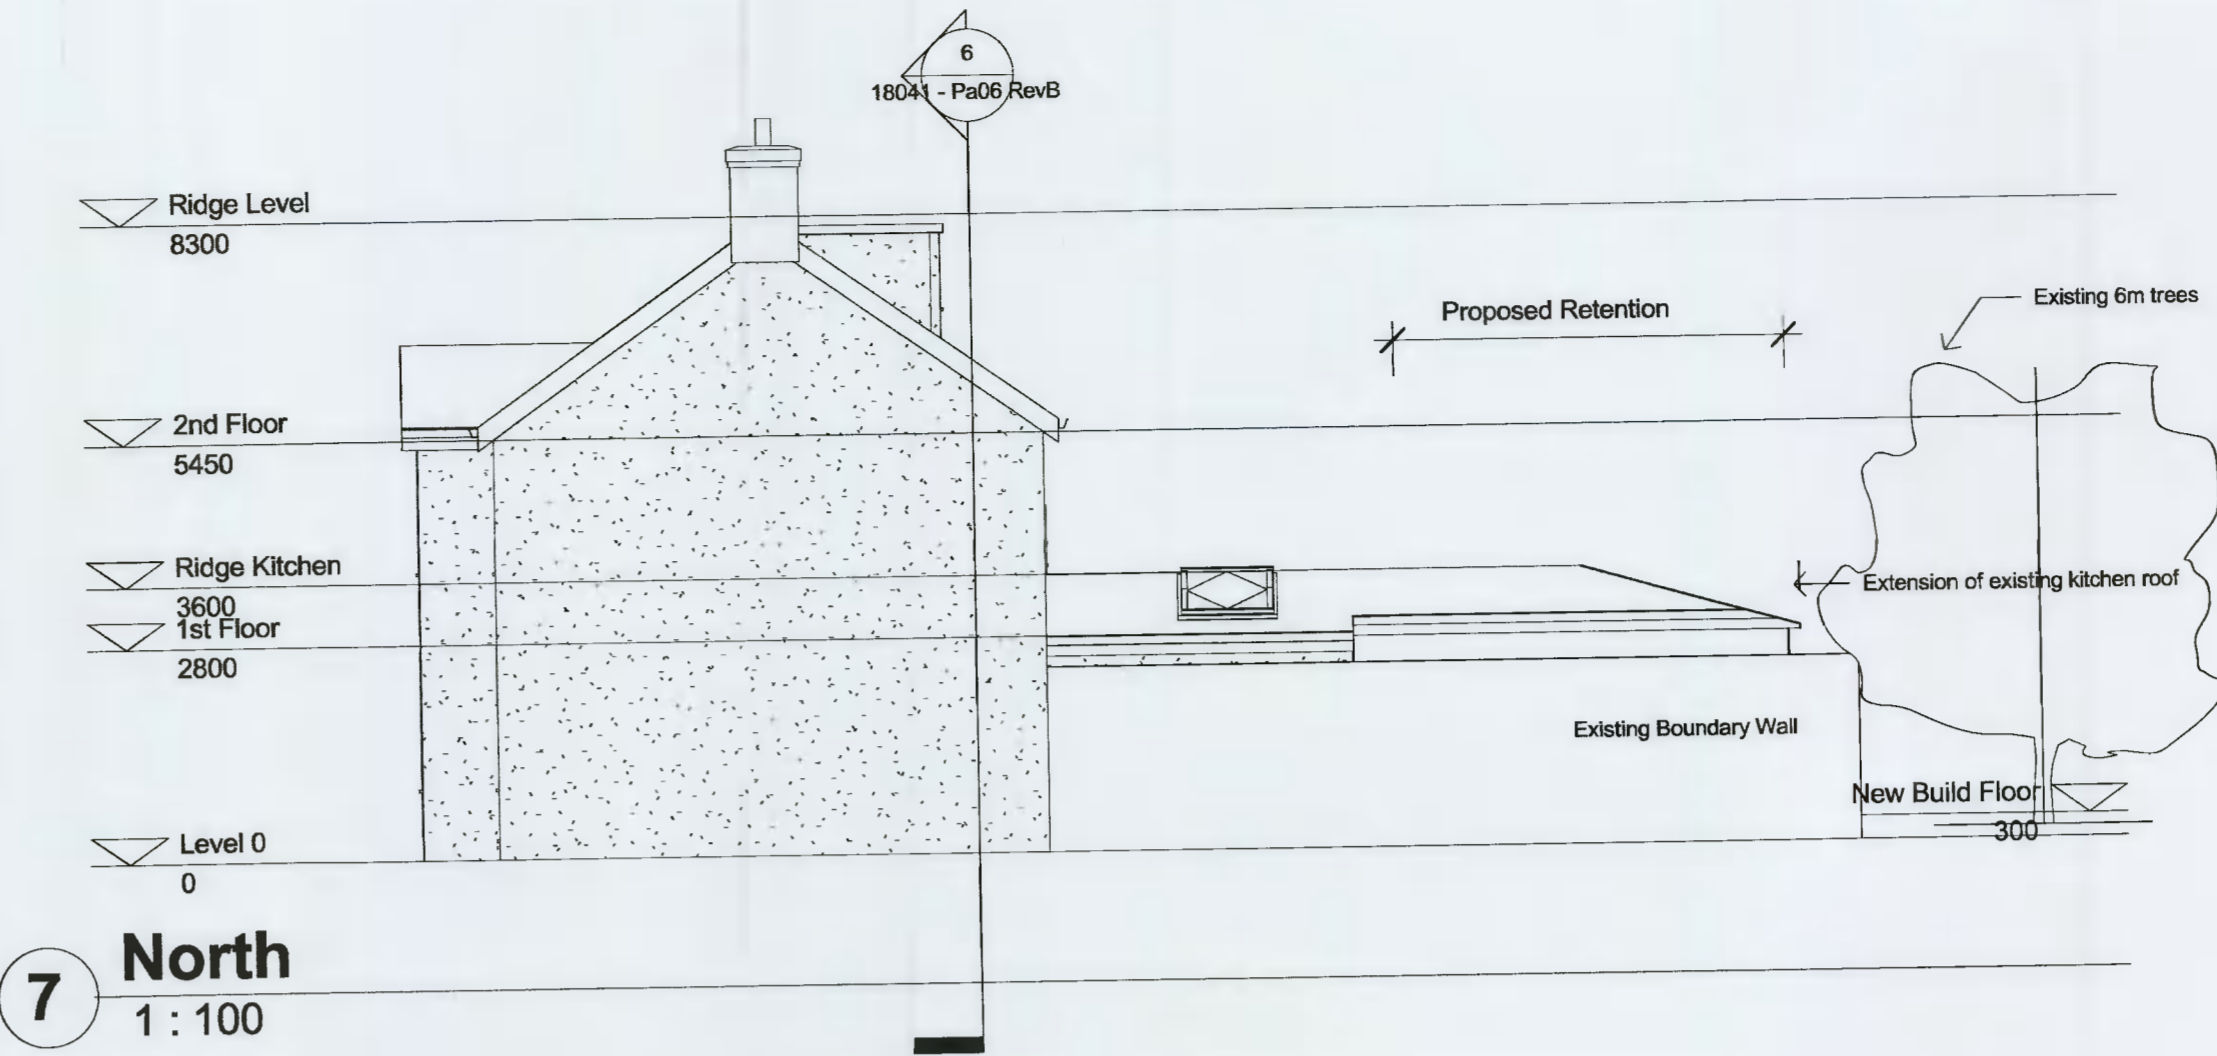 6
18041 - Pa06 RevB
Ridge Level
8300
Existing 6m trees
Proposed Retention
2nd Floor
5450
Ridge Kitchen
3600
Extension of existing kitchen roof
1st Floor
2800
Existing Boundary Wall
New Build Floor
300
Level 0
0
7
North
1 : 100